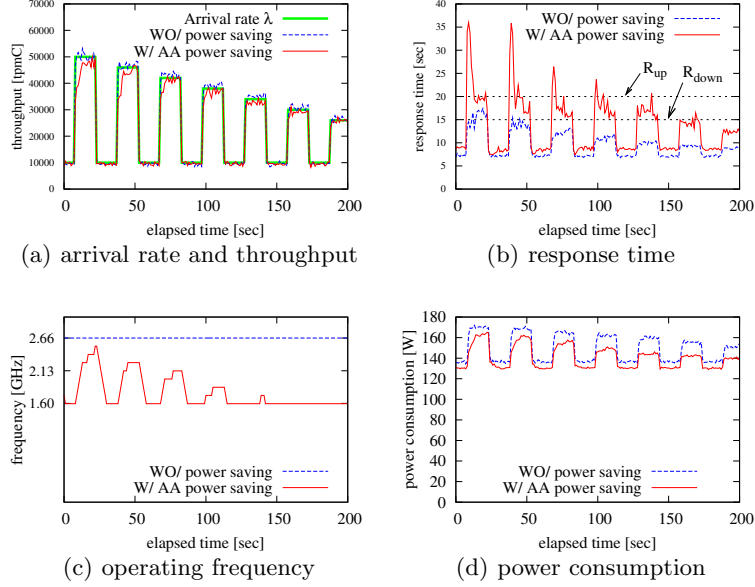 Arrival rate λ
WO/ power saving
W/ AA power saving
throughput [tpmC]
70000
60000
50000
40000
30000
20000
10000
0
0 50 100 150 200
elapsed time [sec]
(a) arrival rate and throughput
WO/ power saving
W/ AA power saving
R_up
R_down
response time [sec]
35
30
25
20
15
10
5
0
0 50 100 150 200
elapsed time [sec]
(b) response time
frequency [GHz]
2.66
2.13
1.60
WO/ power saving
W/ AA power saving
0 50 100 150 200
elapsed time [sec]
(c) operating frequency
power consumption [W]
180
160
140
120
100
80
60
40
20
0
WO/ power saving
W/ AA power saving
0 50 100 150 200
elapsed time [sec]
(d) power consumption